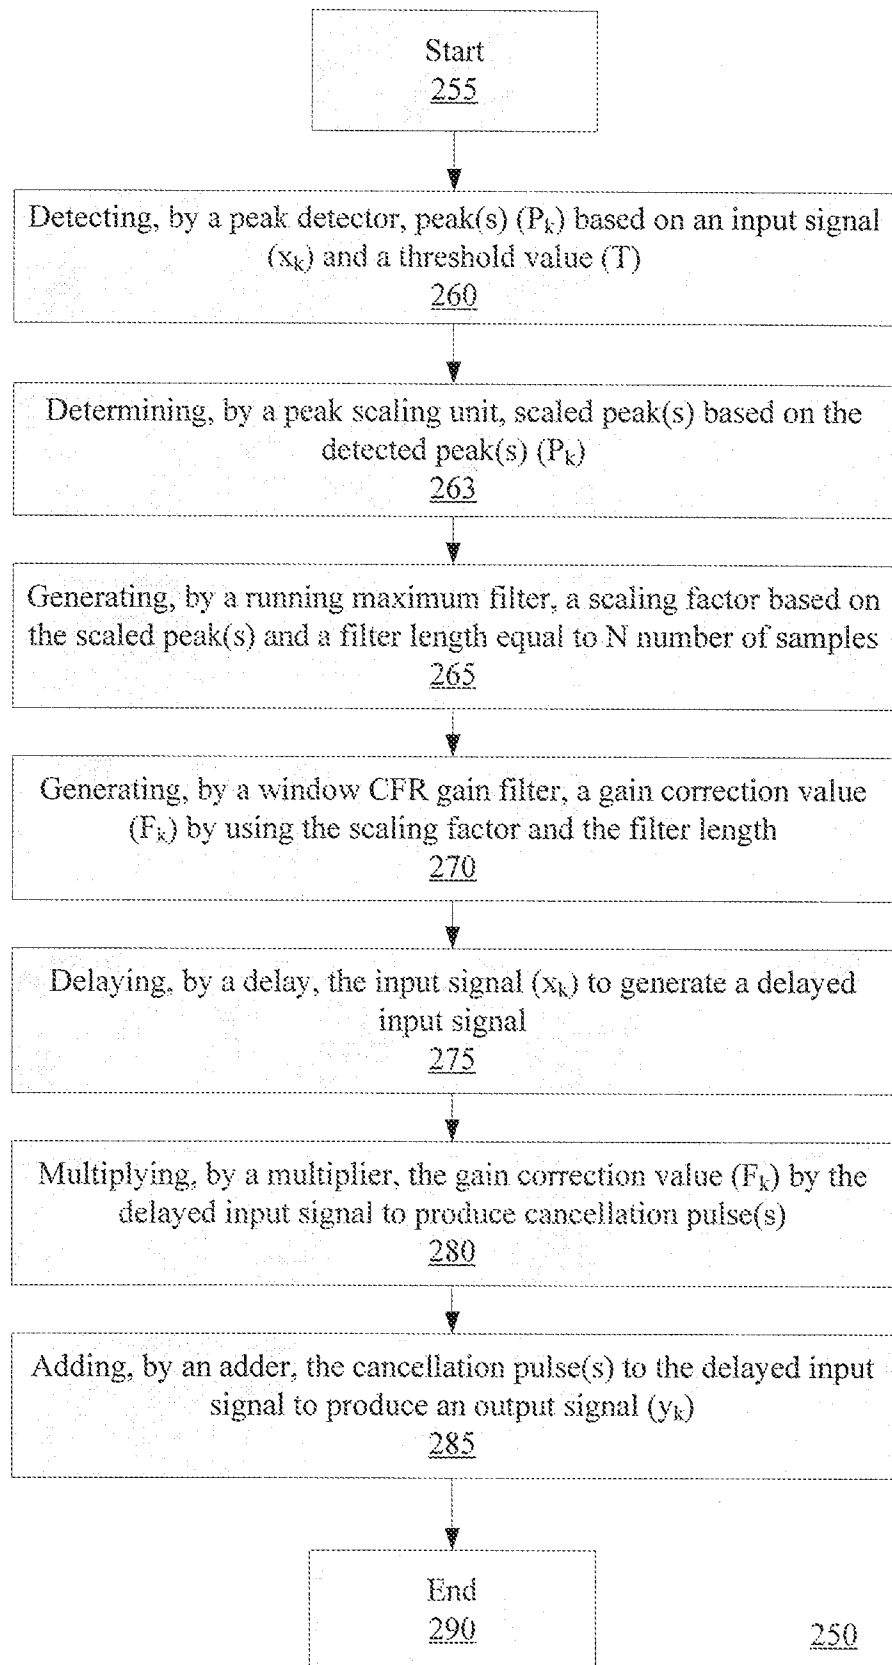 Start
255
Detecting, by a peak detector, peak(s) (Pk) based on an input signal
(xk) and a threshold value (T)
260
Determining, by a peak scaling unit, scaled peak(s) based on the
detected peak(s) (Pk)
263
Generating, by a running maximum filter, a scaling factor based on
the scaled peak(s) and a filter length equal to N number of samples
265
Generating, by a window CFR gain filter, a gain correction value
(Fk) by using the scaling factor and the filter length
270
Delaying, by a delay, the input signal (xk) to generate a delayed
input signal
275
Multiplying, by a multiplier, the gain correction value (Fk) by the
delayed input signal to produce cancellation pulse(s)
280
Adding, by an adder, the cancellation pulse(s) to the delayed input
signal to produce an output signal (yk)
285
End
290
250